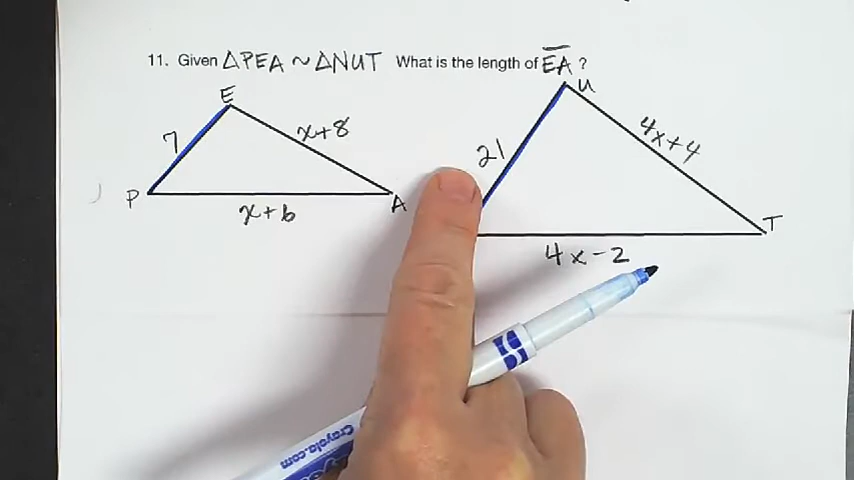 11. Given △PEA ~ △NUT What is the length of EA?
E
U
7
x+8
21
4x+4
P
A
T
x+6
4x-2
Crayola.com